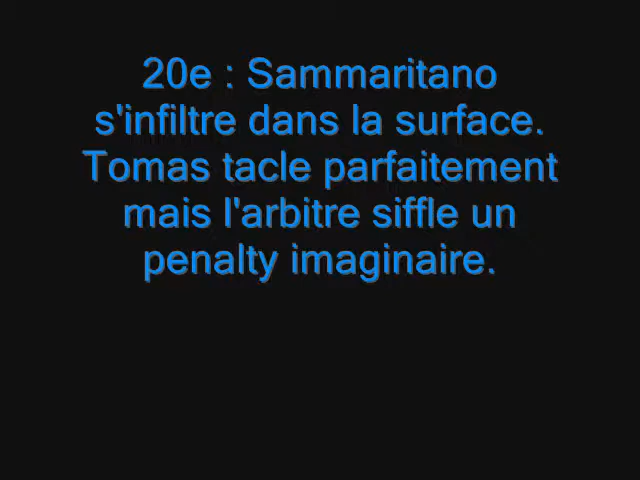 20e : Sammaritano
s'infiltre dans la surface.
Tomas tacle parfaitement
mais l'arbitre siffle un
penalty imaginaire.